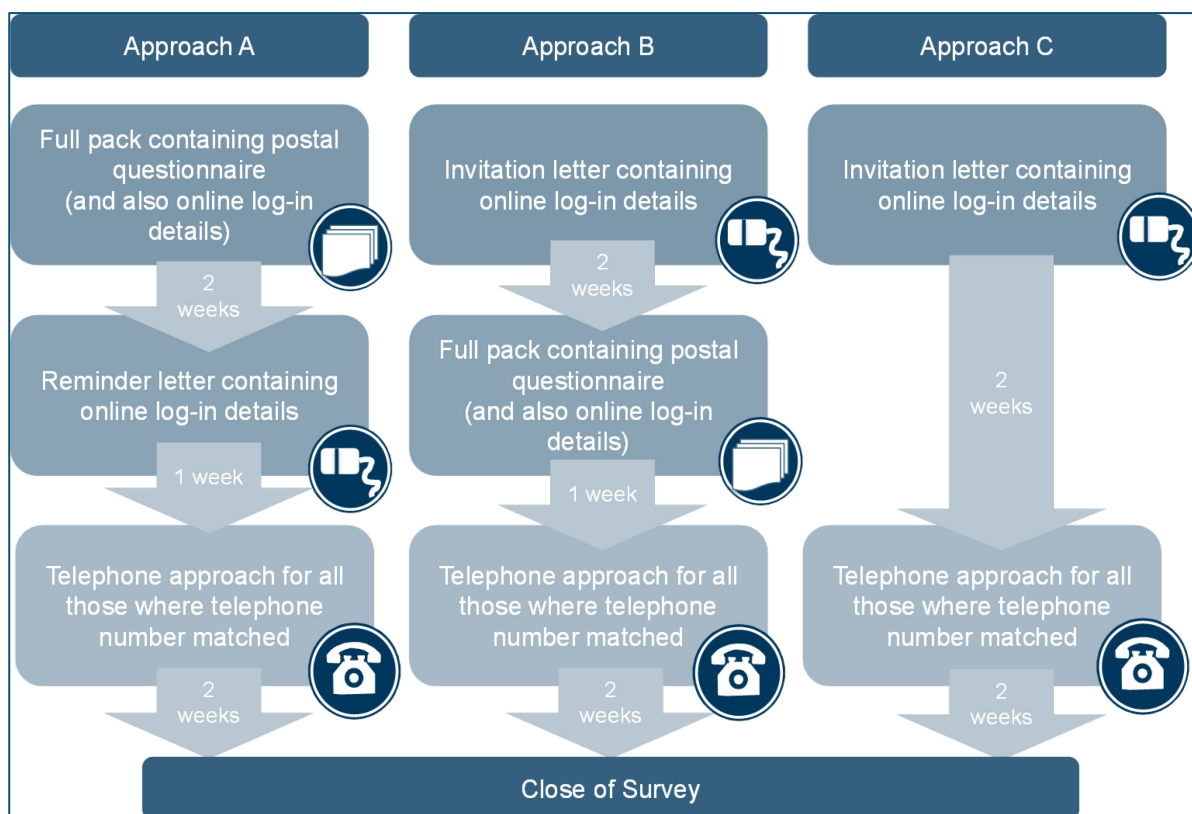 Approach A
Full pack containing postal
questionnaire
(and also online log-in
details)
2
weeks
Reminder letter containing
online log-in details
1 week
Telephone approach for all
those where telephone
number matched
2
weeks
Approach B
Invitation letter containing
online log-in details
2
weeks
Full pack containing postal
questionnaire
(and also online log-in
details)
1 week
Telephone approach for all
those where telephone
number matched
2
weeks
Approach C
Invitation letter containing
online log-in details
2
weeks
Telephone approach for all
those where telephone
number matched
2
weeks
Close of Survey